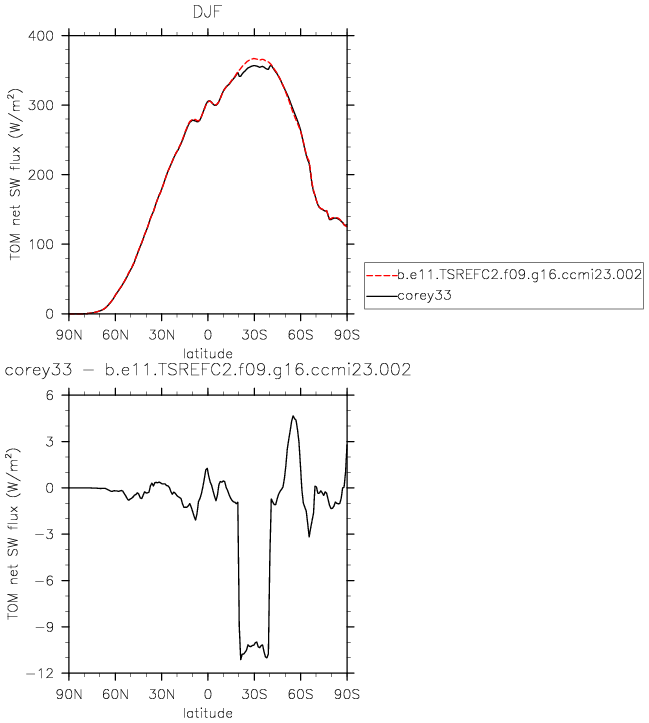 DJF
400
300
200
100
0
TOM net SW flux (W/m²)
90N 60N 30N 0 30S 60S 90S
latitude
b.e11.TSREFC2.f09.g16.ccmi23.002
corey33
corey33 − b.e11.TSREFC2.f09.g16.ccmi23.002
6
3
0
−3
−6
−9
−12
TOM net SW flux (W/m²)
90N 60N 30N 0 30S 60S 90S
latitude